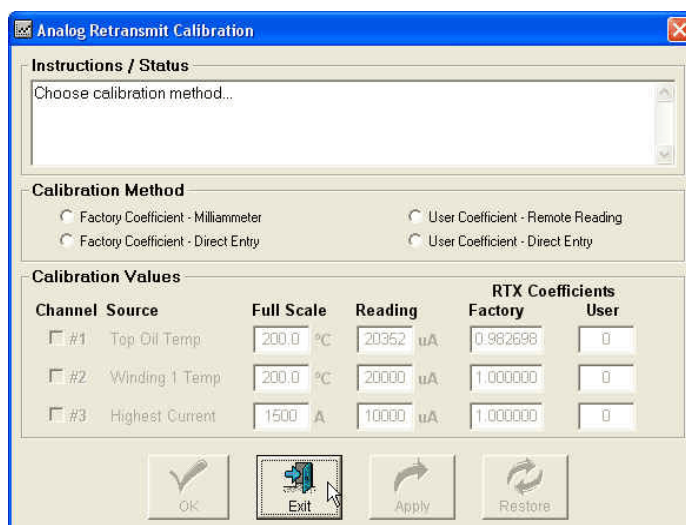 Analog Retransmit Calibration
Instructions / Status
Choose calibration method...
Calibration Method
Factory Coefficient - Milliammeter
User Coefficient - Remote Reading
Factory Coefficient - Direct Entry
User Coefficient - Direct Entry
Calibration Values
RTX Coefficients
Channel Source Full Scale Reading Factory User
#1 Top Oil Temp 200.0 ºC 20352 uA 0.982698 0
#2 Winding 1 Temp 200.0 ºC 20000 uA 1.000000 0
#3 Highest Current 1500 A 10000 uA 1.000000 0
OK Exit Apply Restore